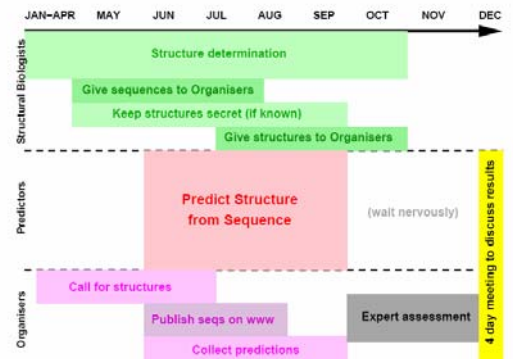 JAN–APR MAY JUN JUL AUG SEP OCT NOV DEC
Structural Biologists
Structure determination
Give sequences to Organisers
Keep structures secret (if known)
Give structures to Organisers
Predictors
Predict Structure
from Sequence
(wait nervously)
4 day meeting to discuss results
Organisers
Call for structures
Publish seqs on www
Expert assessment
Collect predictions